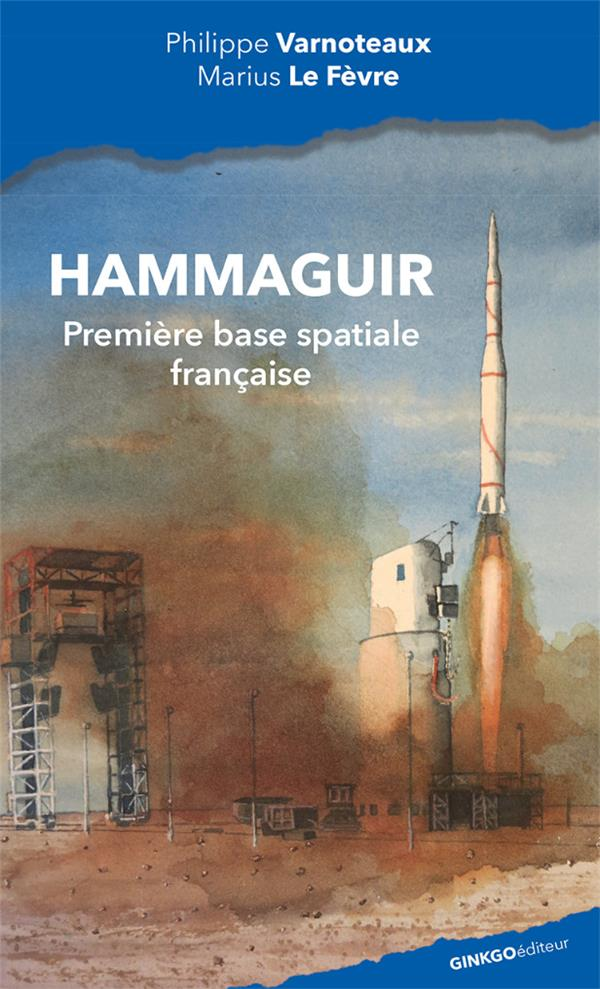 Philippe Varnoteaux
Marius Le Fèvre
HAMMAGUIR
Première base spatiale
française
GINKGOéditeur